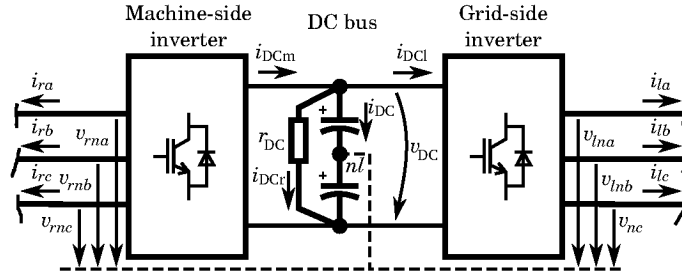 Machine-side
inverter
DC bus
Grid-side
inverter
i_DCm
i_DCl
i_ra
i_rb
i_rc
v_rna
v_rnb
v_rnc
r_DC
i_DCr
+
+
i_DC
nl
v_DC
i_la
i_lb
i_lc
v_lna
v_lnb
v_nc